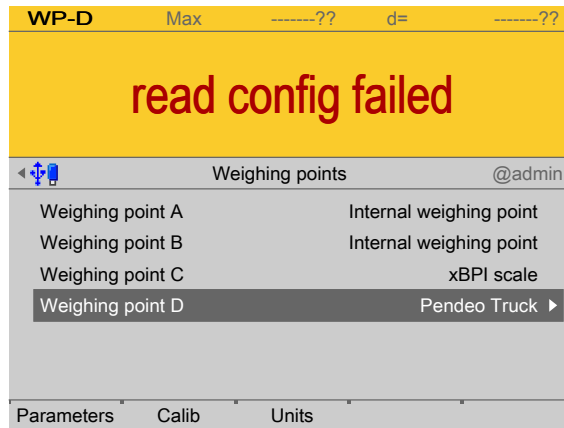 WP-D Max -------?? d= -------??
read config failed
Weighing points @admin
Weighing point A Internal weighing point
Weighing point B Internal weighing point
Weighing point C xBPI scale
Weighing point D Pendeo Truck
Parameters Calib Units